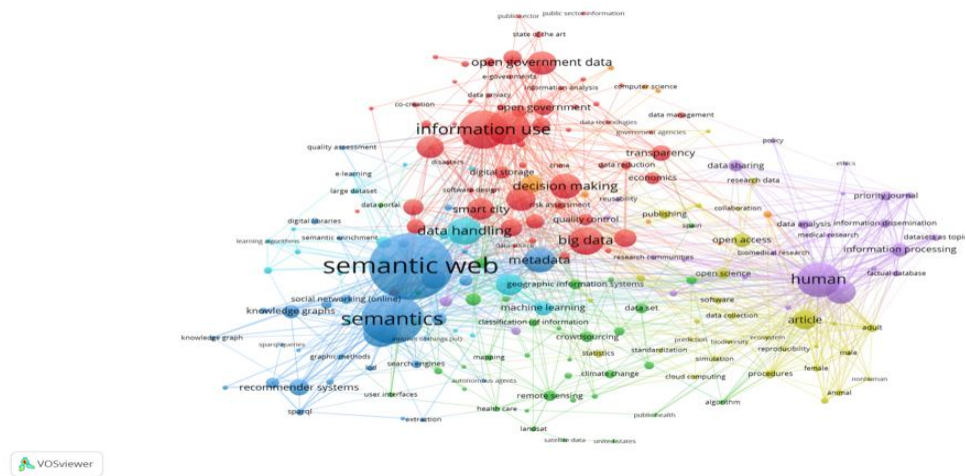 public sector
public sector information
state of the art
open government data
e-governments
data privacy
information analysis
computer science
co-creation
open government
data management
data technologies
information use
government agencies
policy
quality assessment
transparency
disasters
china
data reduction
data sharing
ethics
e-learning
digital storage
economics
research data
large dataset
software design
decision making
reusability
priority journal
data portal
smart city
risk assessment
publishing
collaboration
digital libraries
quality control
spain
data analysis
information dissemination
data handling
medical research
learning algorithms
semantic enrichment
big data
open access
datasets as topic
data source
biomedical research
information processing
semantic web
metadata
research communities
open science
human
factual database
geographic information systems
social networking (online)
software
knowledge graphs
machine learning
data set
data collection
semantics
classification (of information)
article
adult
knowledge graph
sparql queries
crowdsourcing
prediction
biodiversity
ecosystem
graphic methods
mapping
statistics
standardization
reproducibility
male
lod
search engines
simulation
female
recommender systems
autonomous agents
climate change
cloud computing
procedures
nonhuman
user interfaces
remote sensing
animal
sparql
health care
algorithm
extraction
public health
landsat
satellite data
united states
VOSviewer